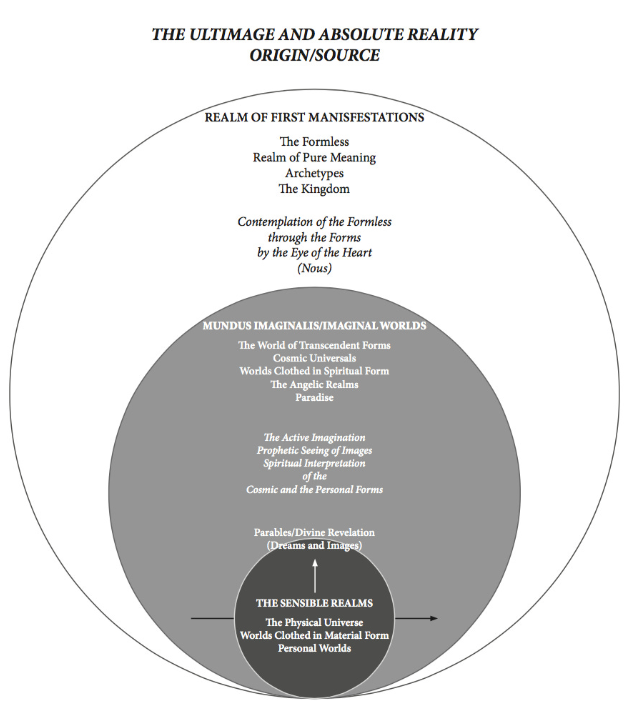 THE ULTIMAGE AND ABSOLUTE REALITY
ORIGIN/SOURCE
REALM OF FIRST MANISFESTATIONS
The Formless
Realm of Pure Meaning
Archetypes
The Kingdom
Contemplation of the Formless
through the Forms
by the Eye of the Heart
(Nous)
MUNDUS IMAGINALIS/IMAGINAL WORLDS
The World of Transcendent Forms
Cosmic Universals
Worlds Clothed in Spiritual Form
The Angelic Realms
Paradise
The Active Imagination
Prophetic Seeing of Images
Spiritual Interpretation
of the
Cosmic and the Personal Forms
Parables/Divine Revelation
(Dreams and Images)
THE SENSIBLE REALMS
The Physical Universe
Worlds Clothed in Material Form
Personal Worlds